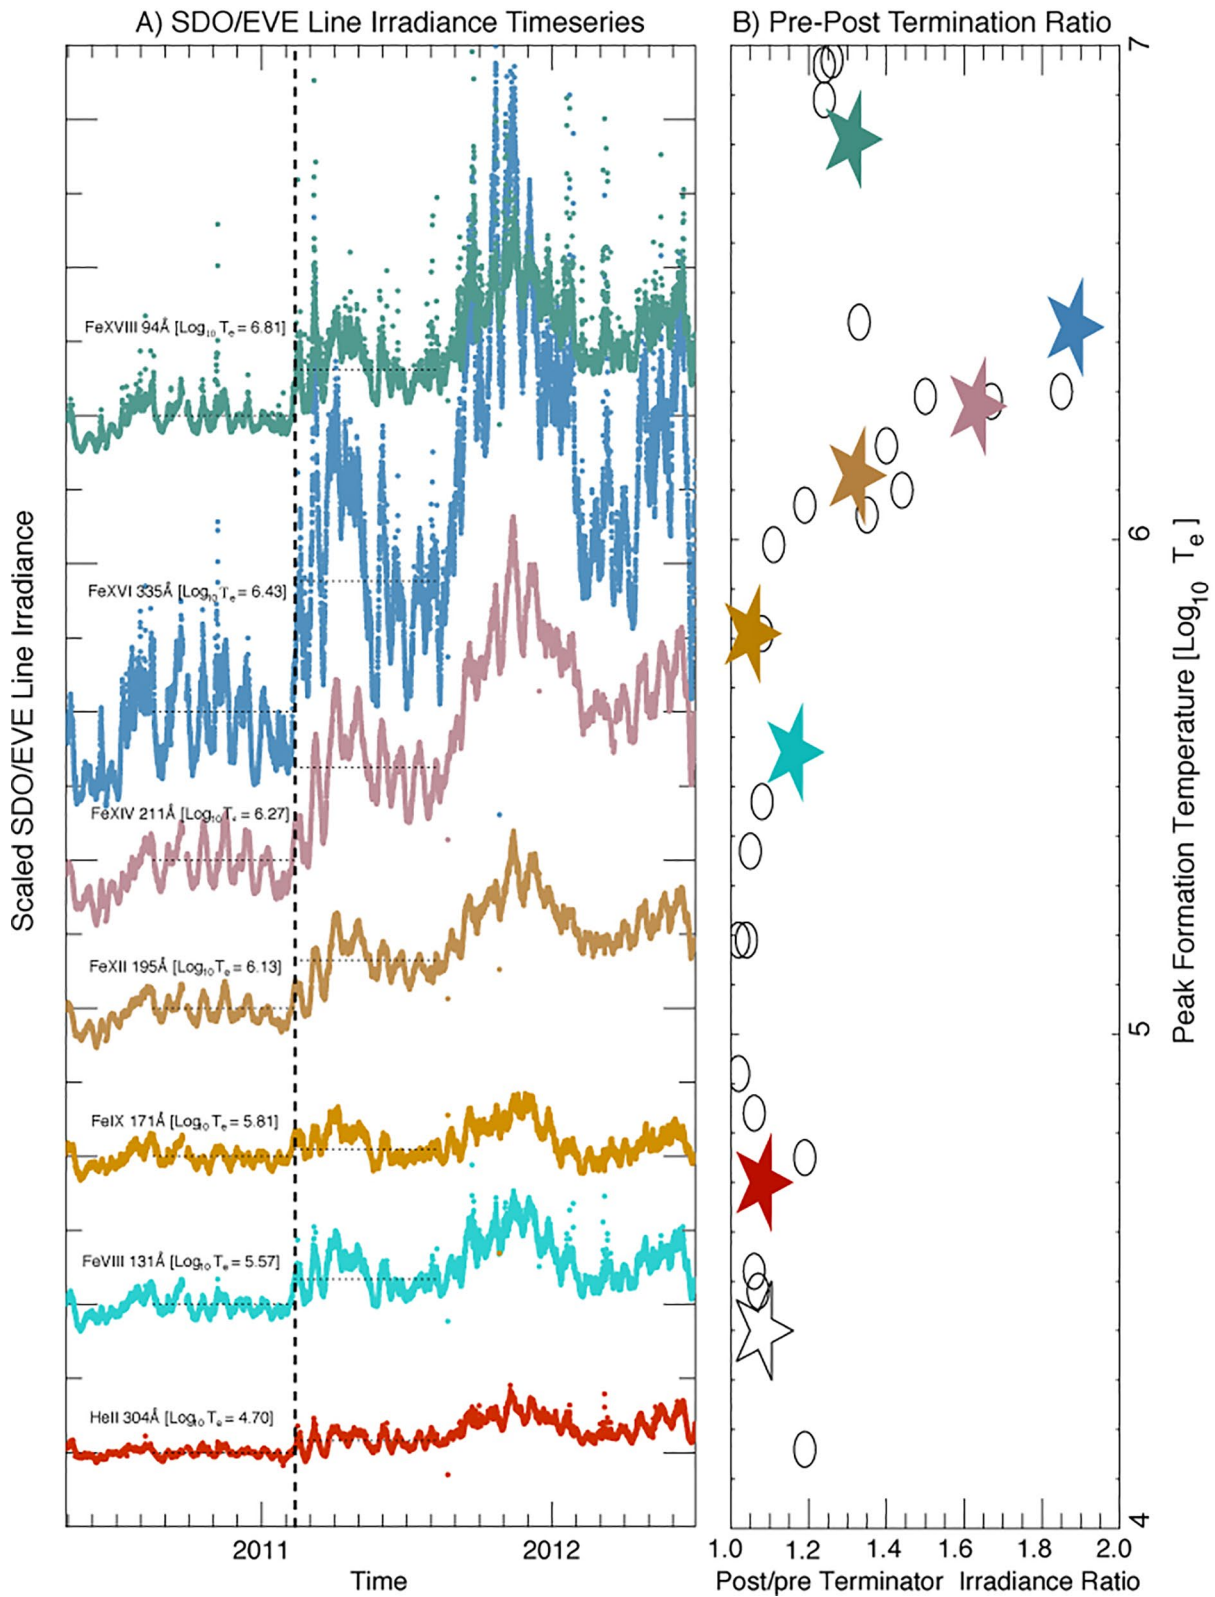 A) SDO/EVE Line Irradiance Timeseries
B) Pre-Post Termination Ratio
Scaled SDO/EVE Line Irradiance
FeXVIII 94Å [Log10 Te = 6.81]
FeXVI 335Å [Log10 Te = 6.43]
FeXIV 211Å [Log10 Te = 6.27]
FeXII 195Å [Log10 Te = 6.13]
FeIX 171Å [Log10 Te = 5.81]
FeVIII 131Å [Log10 Te = 5.57]
HeII 304Å [Log10 Te = 4.70]
2011
2012
Time
7
6
5
4
Peak Formation Temperature [Log10 Te]
1.0
1.2
1.4
1.6
1.8
2.0
Post/pre Terminator Irradiance Ratio